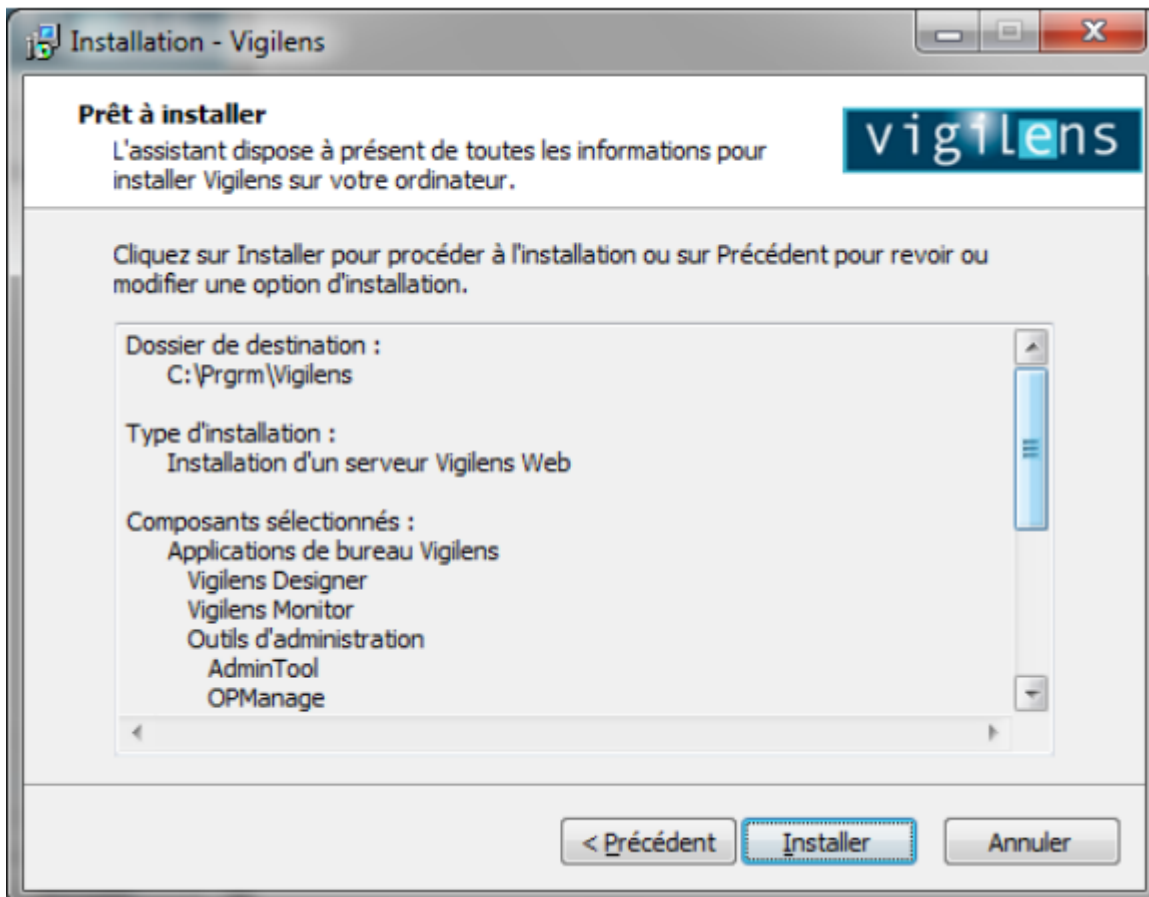 Installation - Vigilens
Prêt à installer
L'assistant dispose à présent de toutes les informations pour
installer Vigilens sur votre ordinateur.
vigilens
Cliquez sur Installer pour procéder à l'installation ou sur Précédent pour revoir ou
modifier une option d'installation.
Dossier de destination :
C:\Prgrm\Vigilens
Type d'installation :
Installation d'un serveur Vigilens Web
Composants sélectionnés :
Applications de bureau Vigilens
Vigilens Designer
Vigilens Monitor
Outils d'administration
AdminTool
OPManage
< Précédent
Installer
Annuler